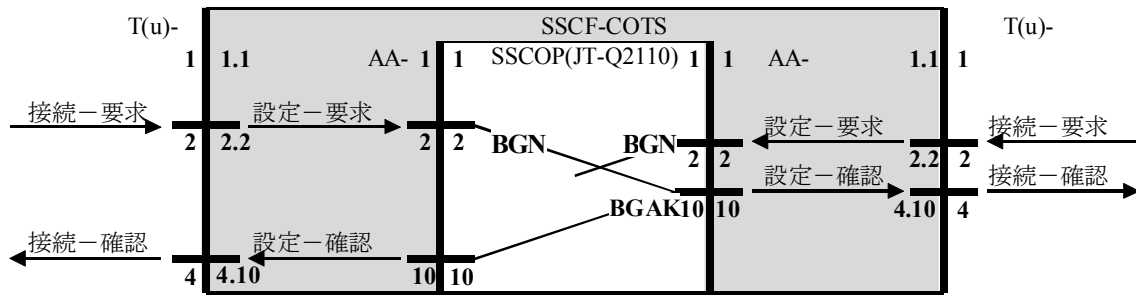 SSCF-COTS
T(u)- T(u)-
1 1.1 AA- 1 1 SSCOP(JT-Q2110) 1 1 AA- 1.1 1
接続－要求 設定－要求 設定－要求 接続－要求
2 2.2 2 2 BGN BGN 2 2 2.2 2
設定－確認 接続－確認
BGAK 10 10 4.10 4
接続－確認 設定－確認
4 4.10 10 10